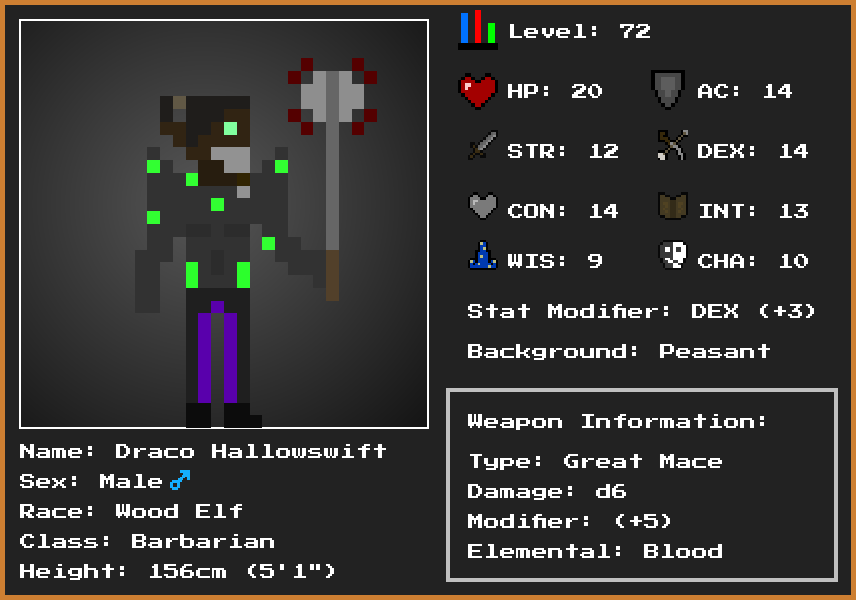 Level: 72
HP: 20
AC: 14
STR: 12
DEX: 14
CON: 14
INT: 13
WIS: 9
CHA: 10
Stat Modifier: DEX (+3)
Background: Peasant
Weapon Information:
Type: Great Mace
Damage: d6
Modifier: (+5)
Elemental: Blood
Name: Draco Hallowswift
Sex: Male ♂
Race: Wood Elf
Class: Barbarian
Height: 156cm (5'1")